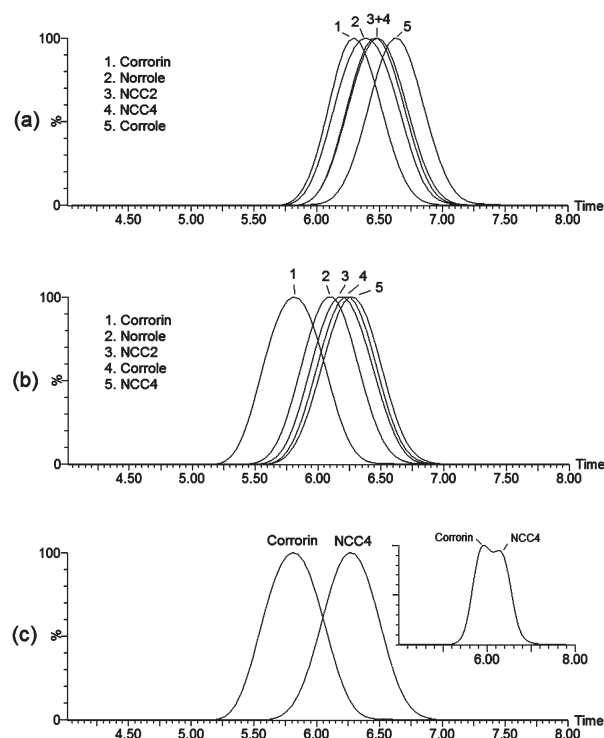 (a)
1 2 3+4 5
100
%
0
1. Corrorin
2. Norrole
3. NCC2
4. NCC4
5. Corrole
4.50 5.00 5.50 6.00 6.50 7.00 7.50 8.00 Time
(b)
1 2 3 4 5
100
%
0
1. Corrorin
2. Norrole
3. NCC2
4. Corrole
5. NCC4
4.50 5.00 5.50 6.00 6.50 7.00 7.50 8.00 Time
(c)
Corrorin NCC4
100
%
0
Corrorin NCC4
6.00 8.00
4.50 5.00 5.50 6.00 6.50 7.00 7.50 8.00 Time